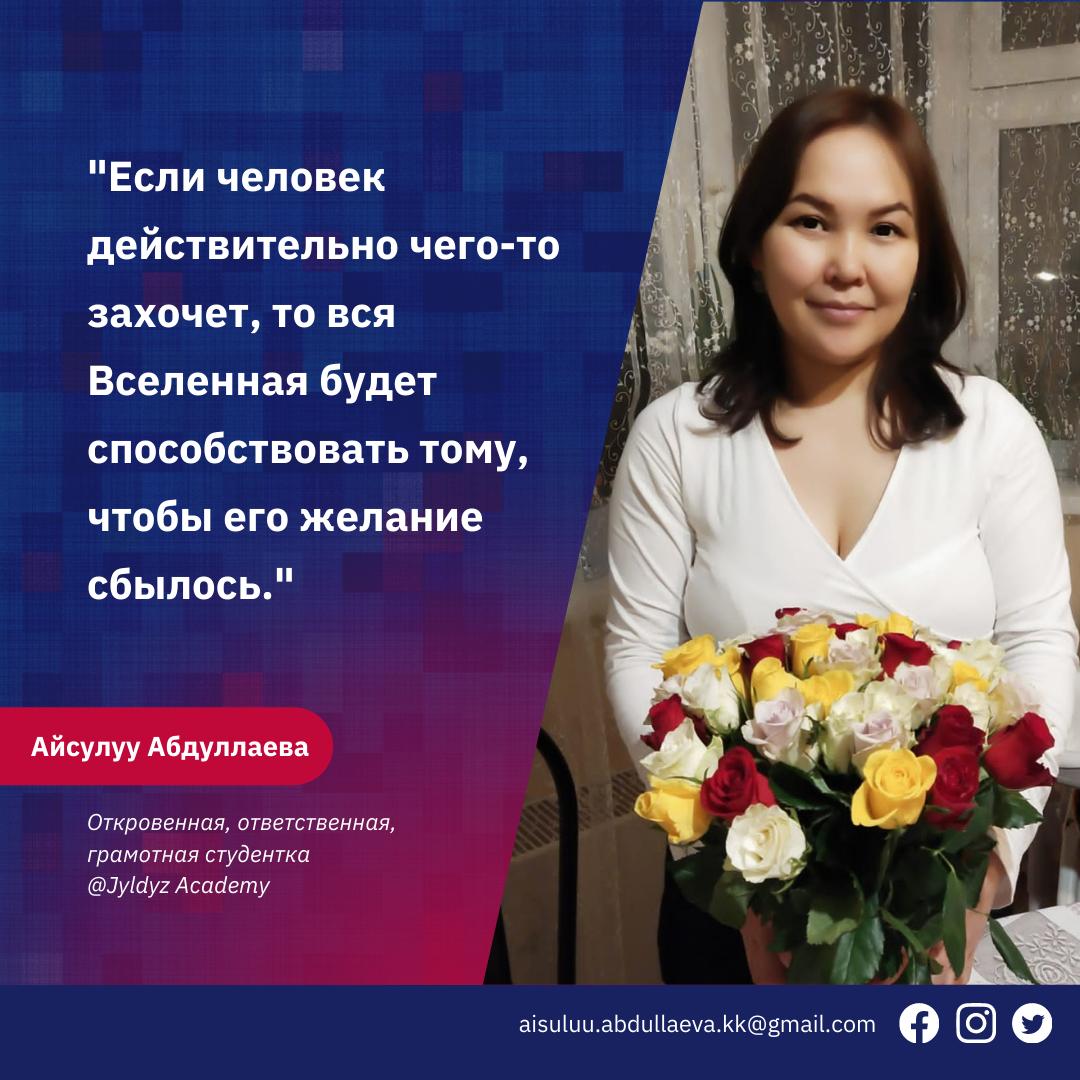 "Если человек
действительно чего-то
захочет, то вся
Вселенная будет
способствовать тому,
чтобы его желание
сбылось."
Айсулуу Абдуллаева
Откровенная, ответственная,
грамотная студентка
@Jyldyz Academy
aisuluu.abdullaeva.kk@gmail.com